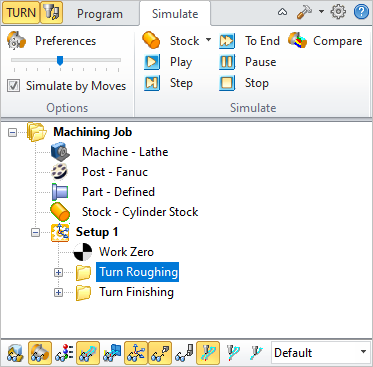 TURN Program Simulate
Preferences Stock To End Compare
Play Pause
Simulate by Moves Step Stop
Options Simulate
Machining Job
Machine - Lathe
Post - Fanuc
Part - Defined
Stock - Cylinder Stock
Setup 1
Work Zero
Turn Roughing
Turn Finishing
Default